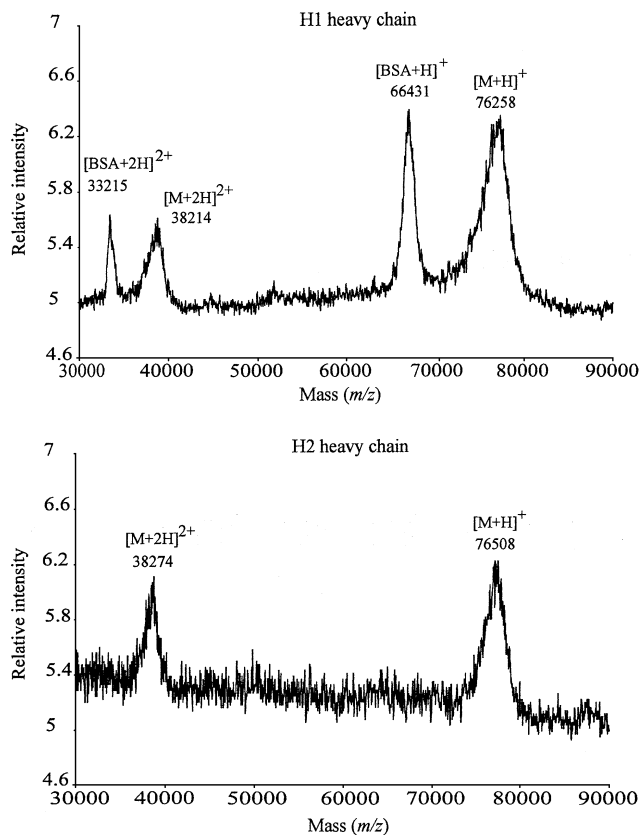 H1 heavy chain
7
6.6
6.2
5.8
5.4
5
4.6
Relative intensity
[BSA+2H]2+
33215
[M+2H]2+
38214
[BSA+H]+
66431
[M+H]+
76258
30000 40000 50000 60000 70000 80000 90000
Mass (m/z)
H2 heavy chain
7
6.6
6.2
5.8
5.4
5
4.6
Relative intensity
[M+2H]2+
38274
[M+H]+
76508
30000 40000 50000 60000 70000 80000 90000
Mass (m/z)